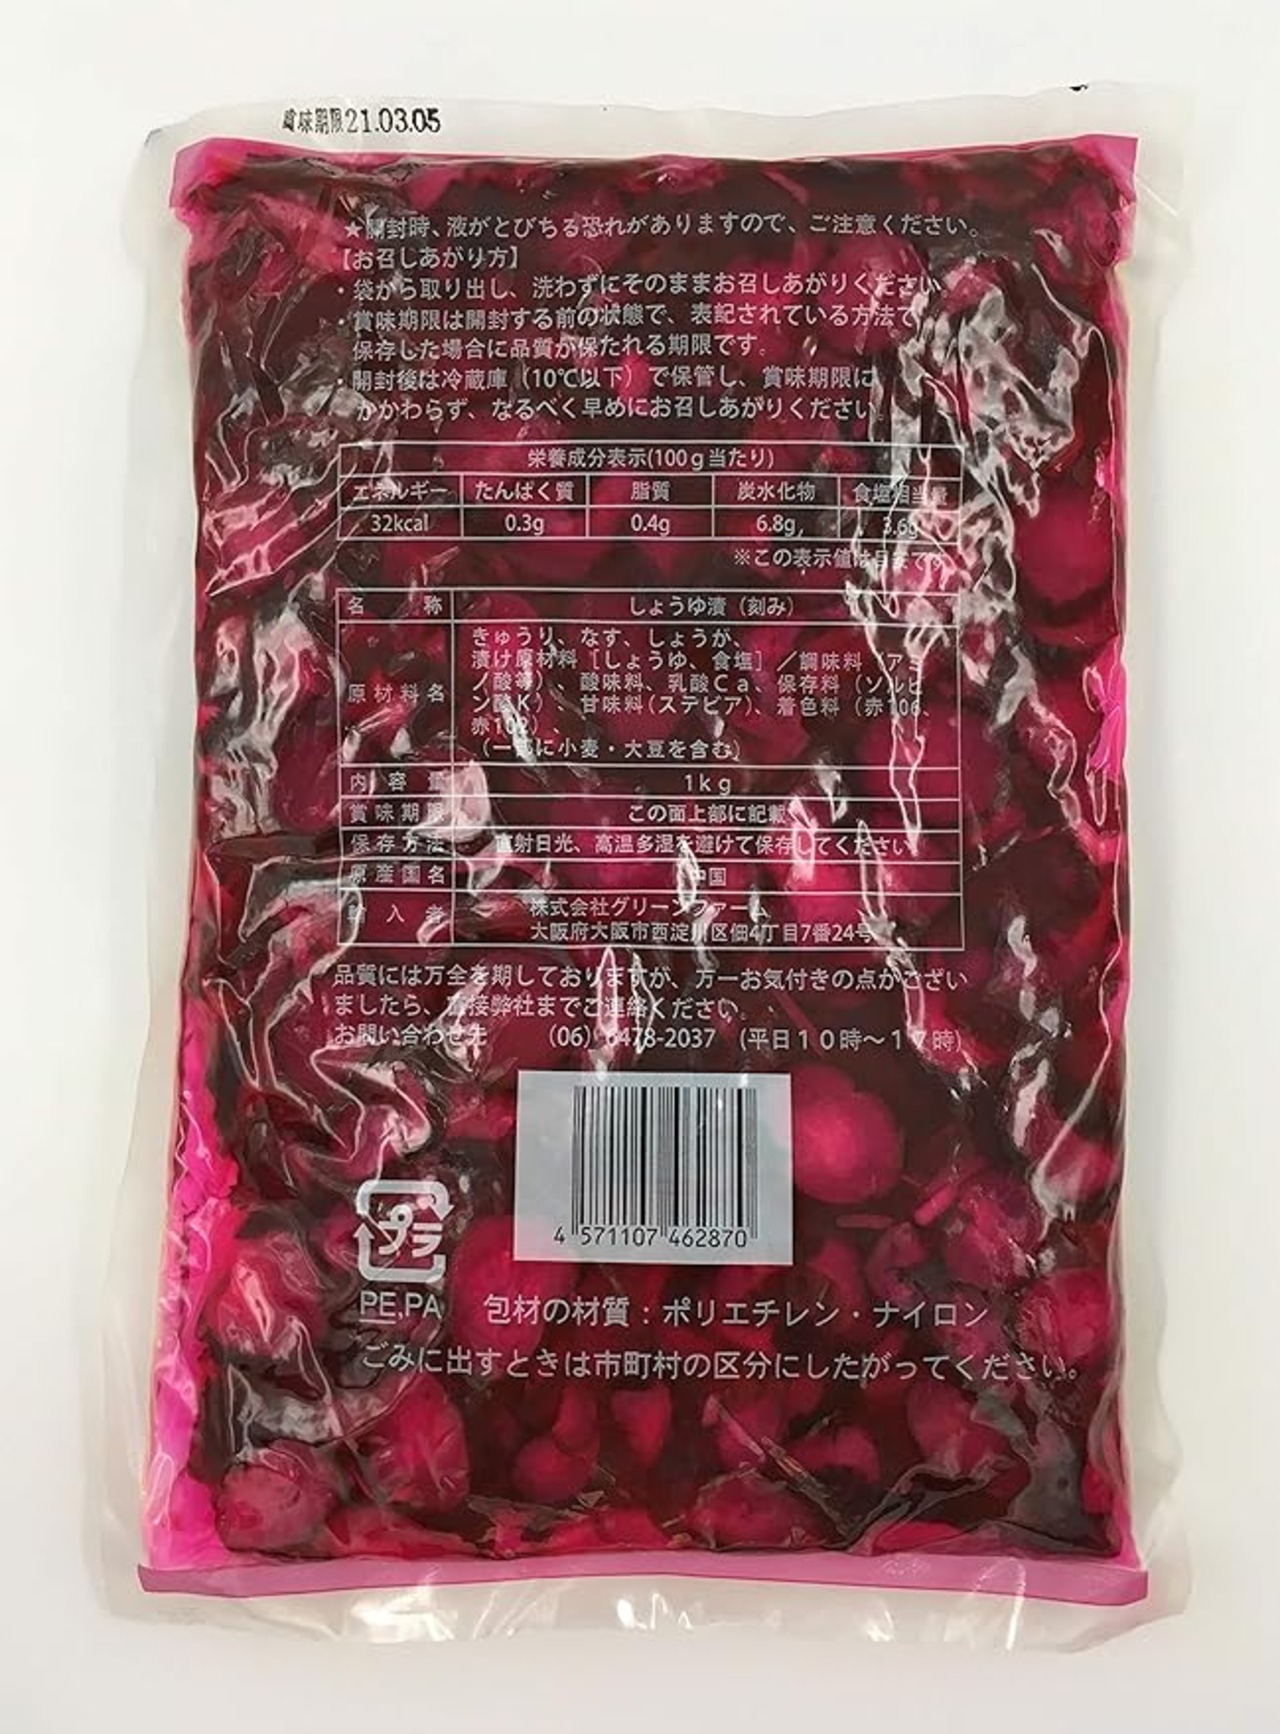 賞味期限21.03.05
★開封時、液がとびちる恐れがありますので、ご注意ください。
【お召しあがり方】
・袋から取り出し、洗わずにそのままお召しあがりください。
・賞味期限は開封する前の状態で、表記されている方法で
保存した場合に品質が保たれる期限です。
・開封後は冷蔵庫（10℃以下）で保管し、賞味期限に
かかわらず、なるべく早めにお召しあがりください。
栄養成分表示(100g当たり)
エネルギー たんぱく質 脂質 炭水化物 食塩相当量
32kcal 0.3g 0.4g 6.8g 3.6g
※この表示値は目安です
名称 しょうゆ漬（刻み）
原材料名 きゅうり、なす、しょうが、
漬け原材料［しょうゆ、食塩］／調味料（アミ
ノ酸等）、酸味料、乳酸Ｃａ、保存料（ソルビ
ン酸Ｋ）、甘味料（ステビア）、着色料（赤106、
赤102）、
（一部に小麦・大豆を含む）
内容量 1kg
賞味期限 この面上部に記載
保存方法 直射日光、高温多湿を避けて保存してください
原産国名 中国
輸入者 株式会社グリーンファーム
大阪府大阪市西淀川区佃4丁目7番24号
品質には万全を期しておりますが、万一お気付きの点がござい
ましたら、直接弊社までご連絡ください。
お問い合わせ先 （06）6478-2037 （平日１０時〜１７時）
4 571107 462870
プラ
PE,PA 包材の材質：ポリエチレン・ナイロン
ごみに出すときは市町村の区分にしたがってください。